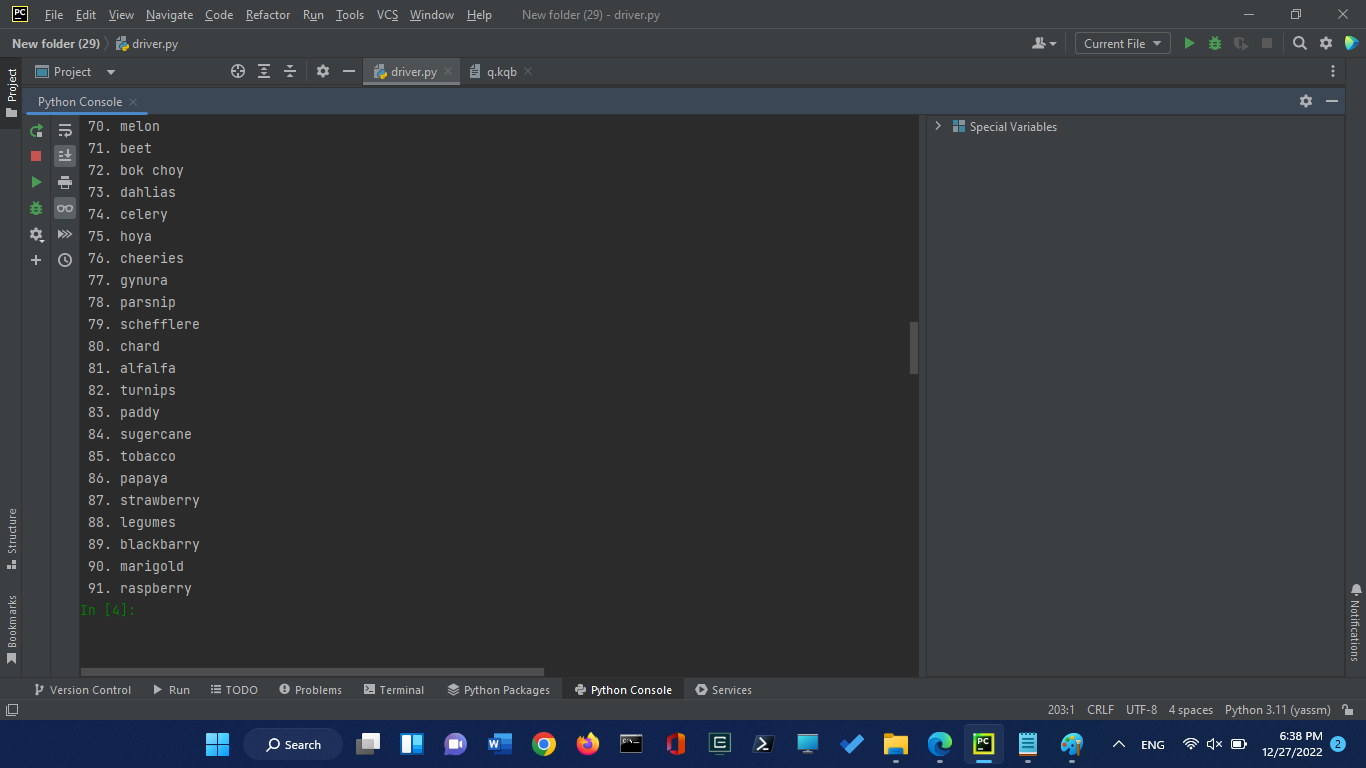 PC File Edit View Navigate Code Refactor Run Tools VCS Window Help New folder (29) - driver.py
New folder (29) driver.py Current File
Project driver.py q.kqb
Project
Python Console
70. melon
71. beet
72. bok choy
73. dahlias
74. celery
75. hoya
76. cheeries
77. gynura
78. parsnip
79. schefflere
80. chard
81. alfalfa
82. turnips
83. paddy
84. sugercane
85. tobacco
86. papaya
87. strawberry
88. legumes
89. blackbarry
90. marigold
91. raspberry
In [4]:
Special Variables
Structure
Bookmarks
Notifications
Version Control Run TODO Problems Terminal Python Packages Python Console Services
203:1 CRLF UTF-8 4 spaces Python 3.11 (yassm)
Search ENG 6:38 PM
12/27/2022 2